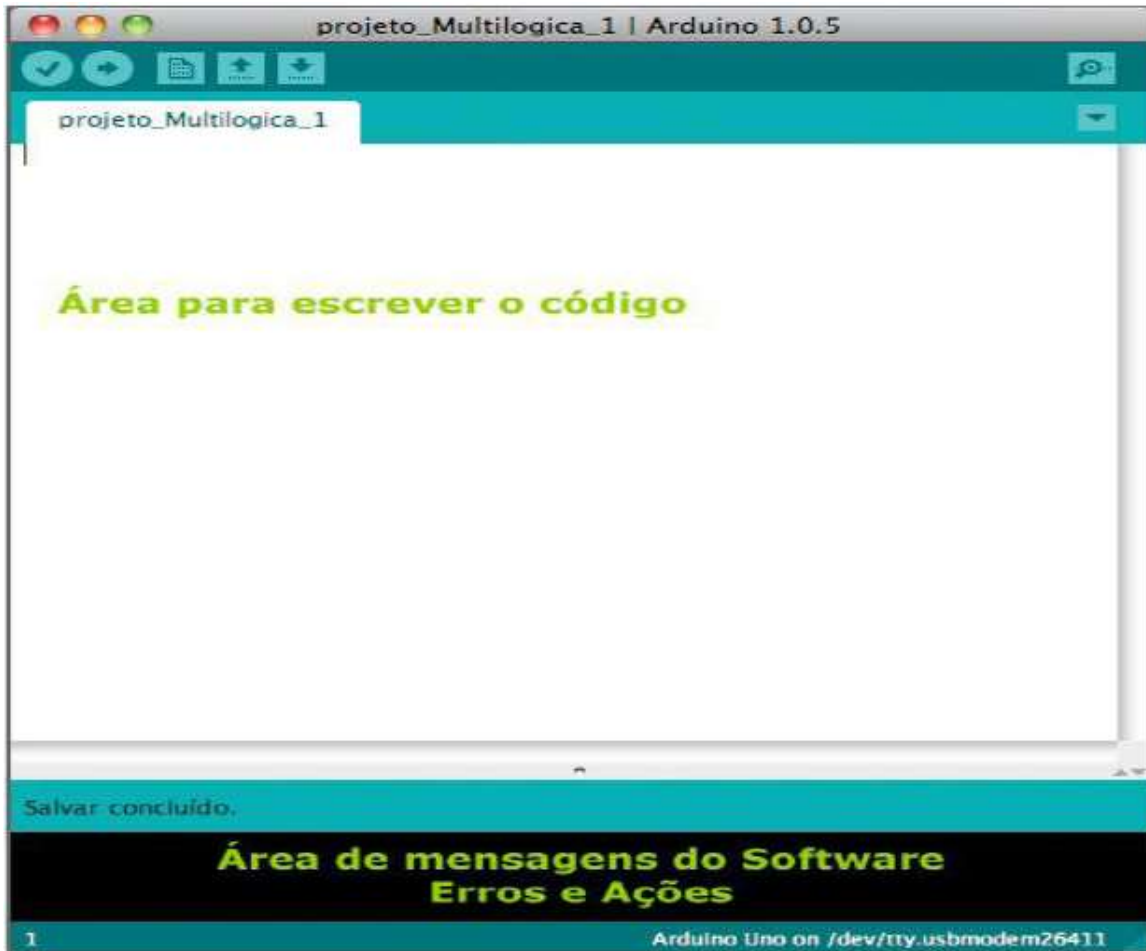 projeto_Multilogica_1 | Arduino 1.0.5
projeto_Multilogica_1
Área para escrever o código
Salvar concluído.
Área de mensagens do Software
Erros e Ações
1
Arduino Uno on /dev/tty.usbmodem26411